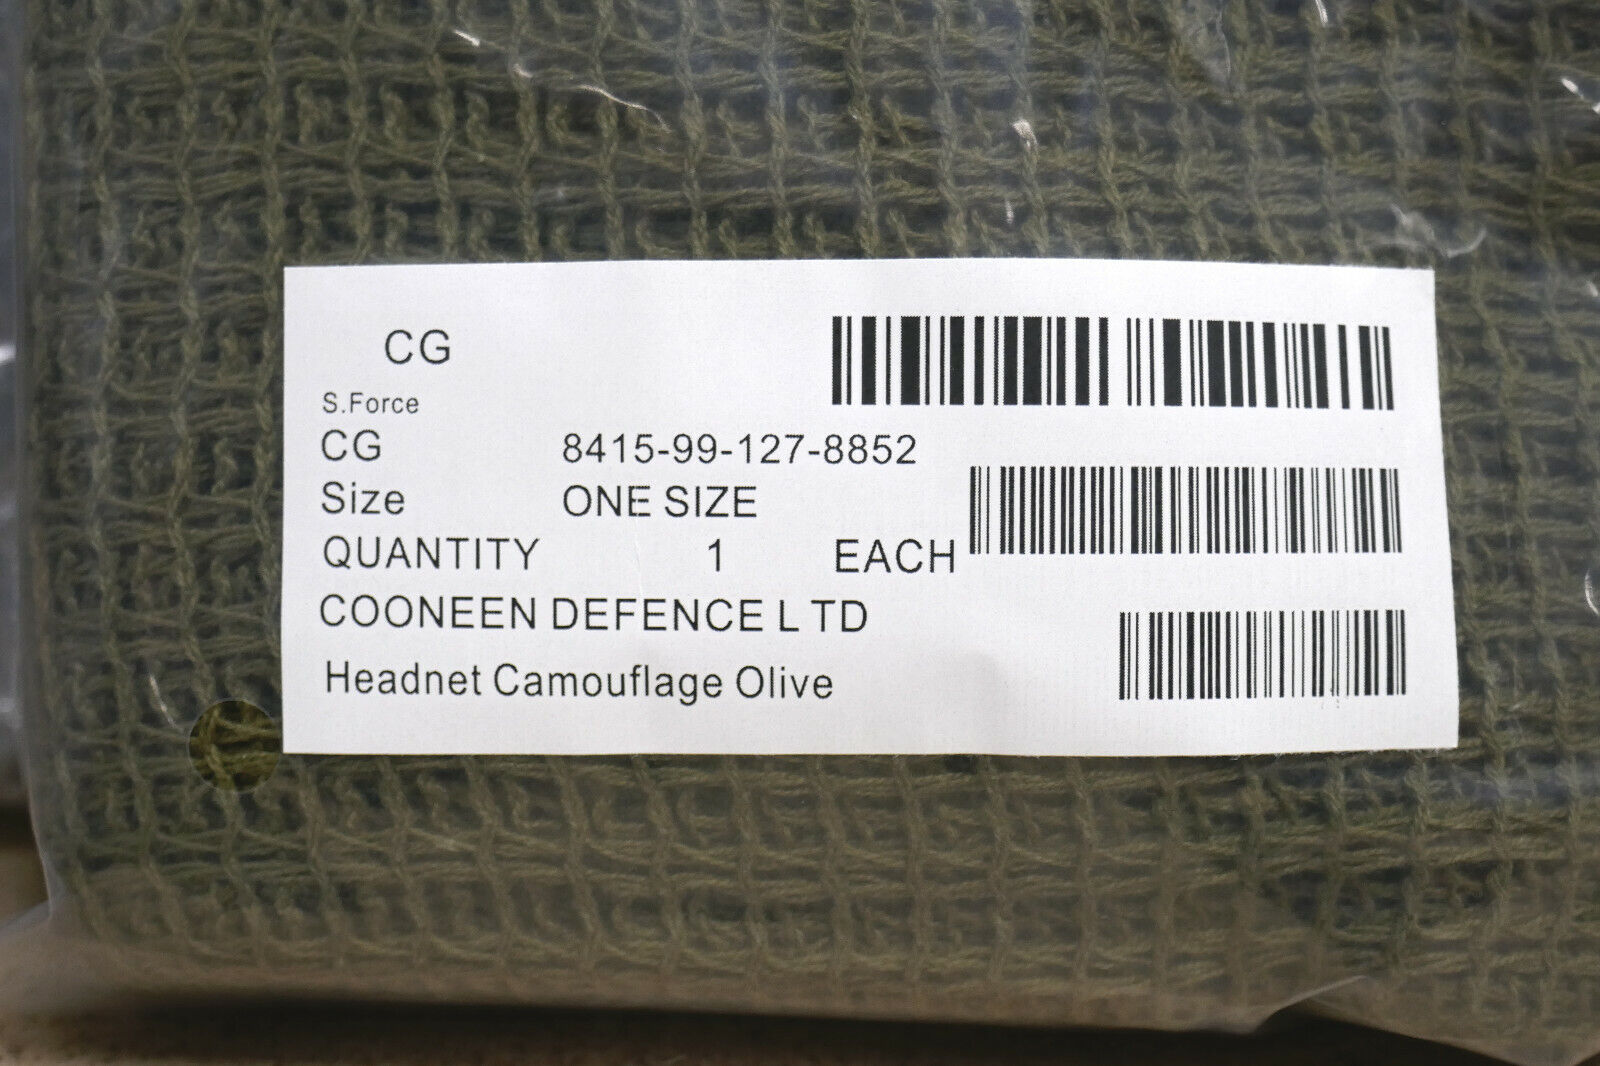 CG
S.Force
CG 8415-99-127-8852
Size ONE SIZE
QUANTITY 1 EACH
COONEEN DEFENCE L TD
Headnet Camouflage Olive